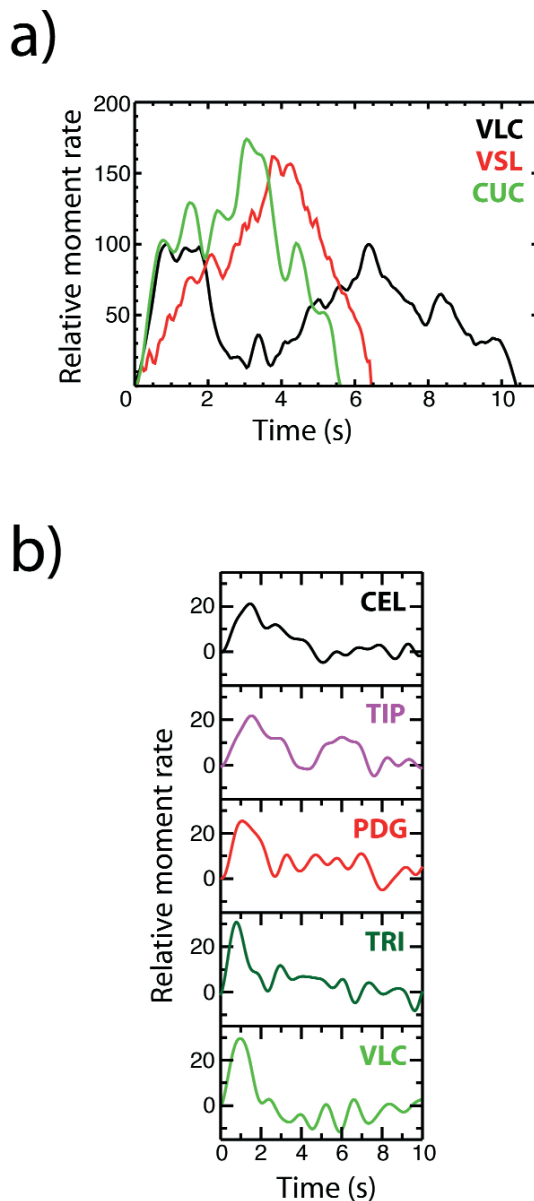 a)
Relative moment rate
200
150
100
50
0 2 4 6 8 10
Time (s)
VLC
VSL
CUC
b)
Relative moment rate
20
0
CEL
20
0
TIP
20
0
PDG
20
0
TRI
20
0
VLC
0 2 4 6 8 10
Time (s)